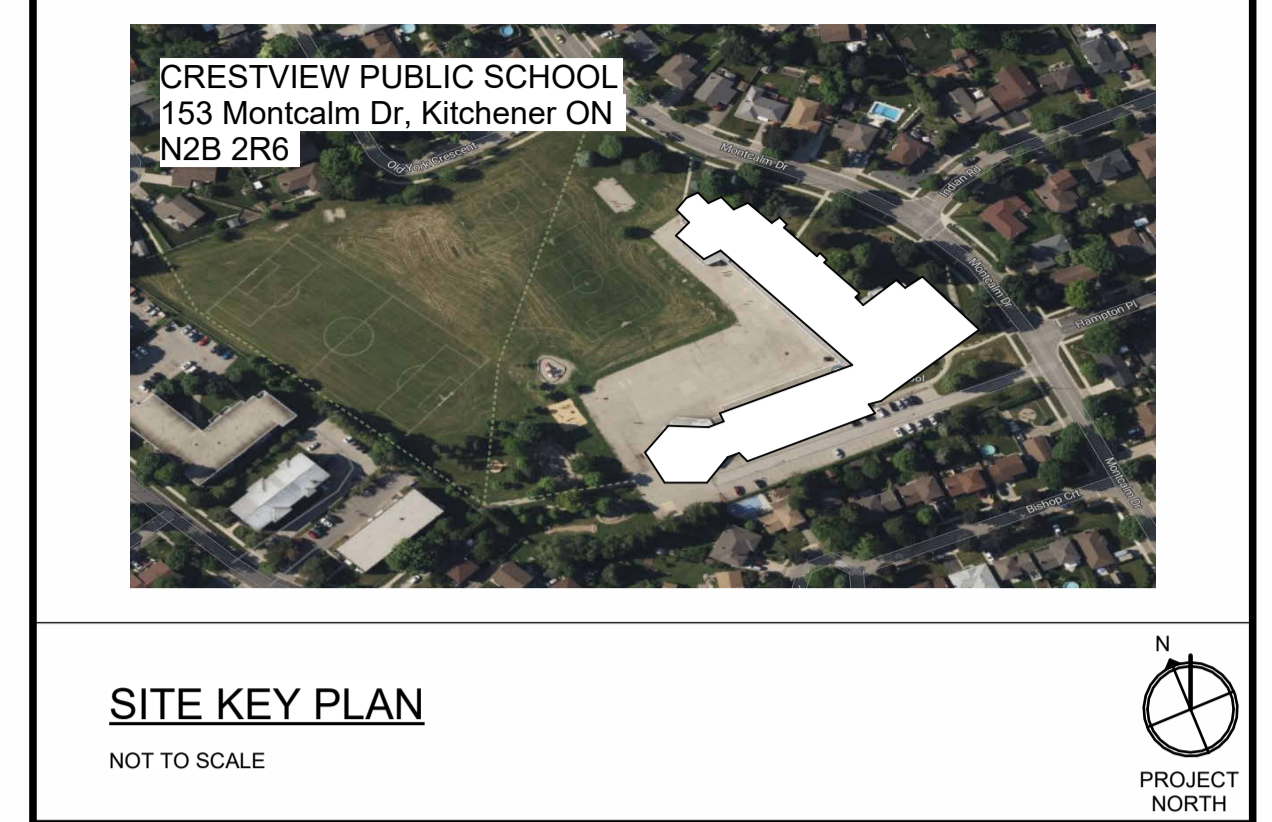 CRESTVIEW PUBLIC SCHOOL
153 Montcalm Dr, Kitchener ON
N2B 2R6
Old York Crescent
Montcalm Dr
Indian Rd
Montcalm Dr
Hampton Pl
Montcalm Dr
Bishop Crt
SITE KEY PLAN
NOT TO SCALE
N
PROJECT
NORTH